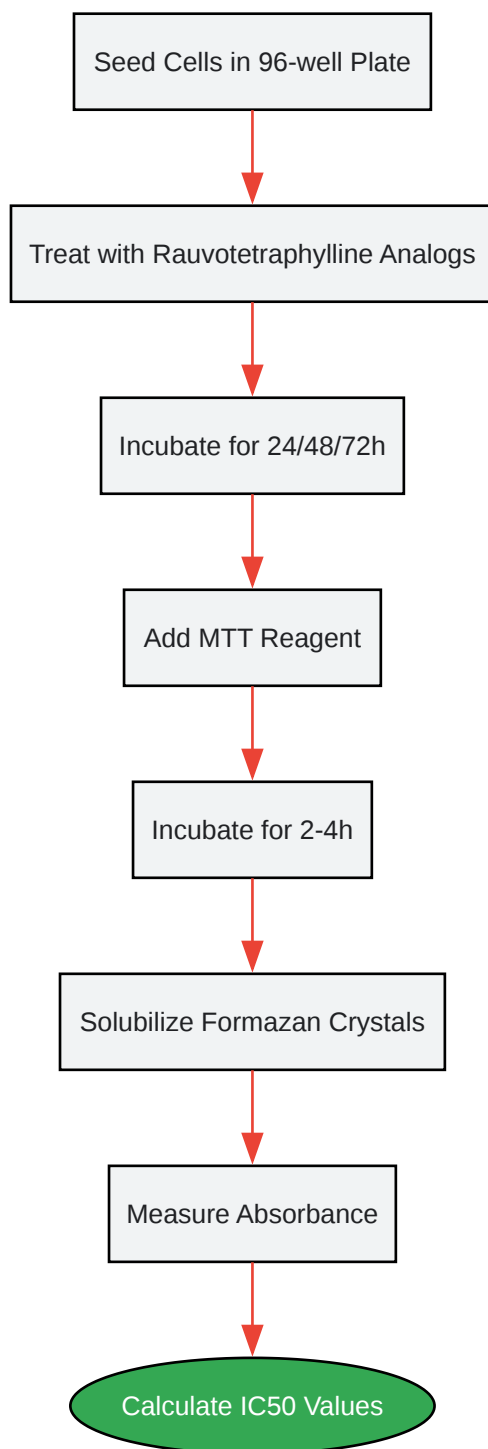 Seed Cells in 96-well Plate
Treat with Rauvotetraphylline Analogs
Incubate for 24/48/72h
Add MTT Reagent
Incubate for 2-4h
Solubilize Formazan Crystals
Measure Absorbance
Calculate IC50 Values